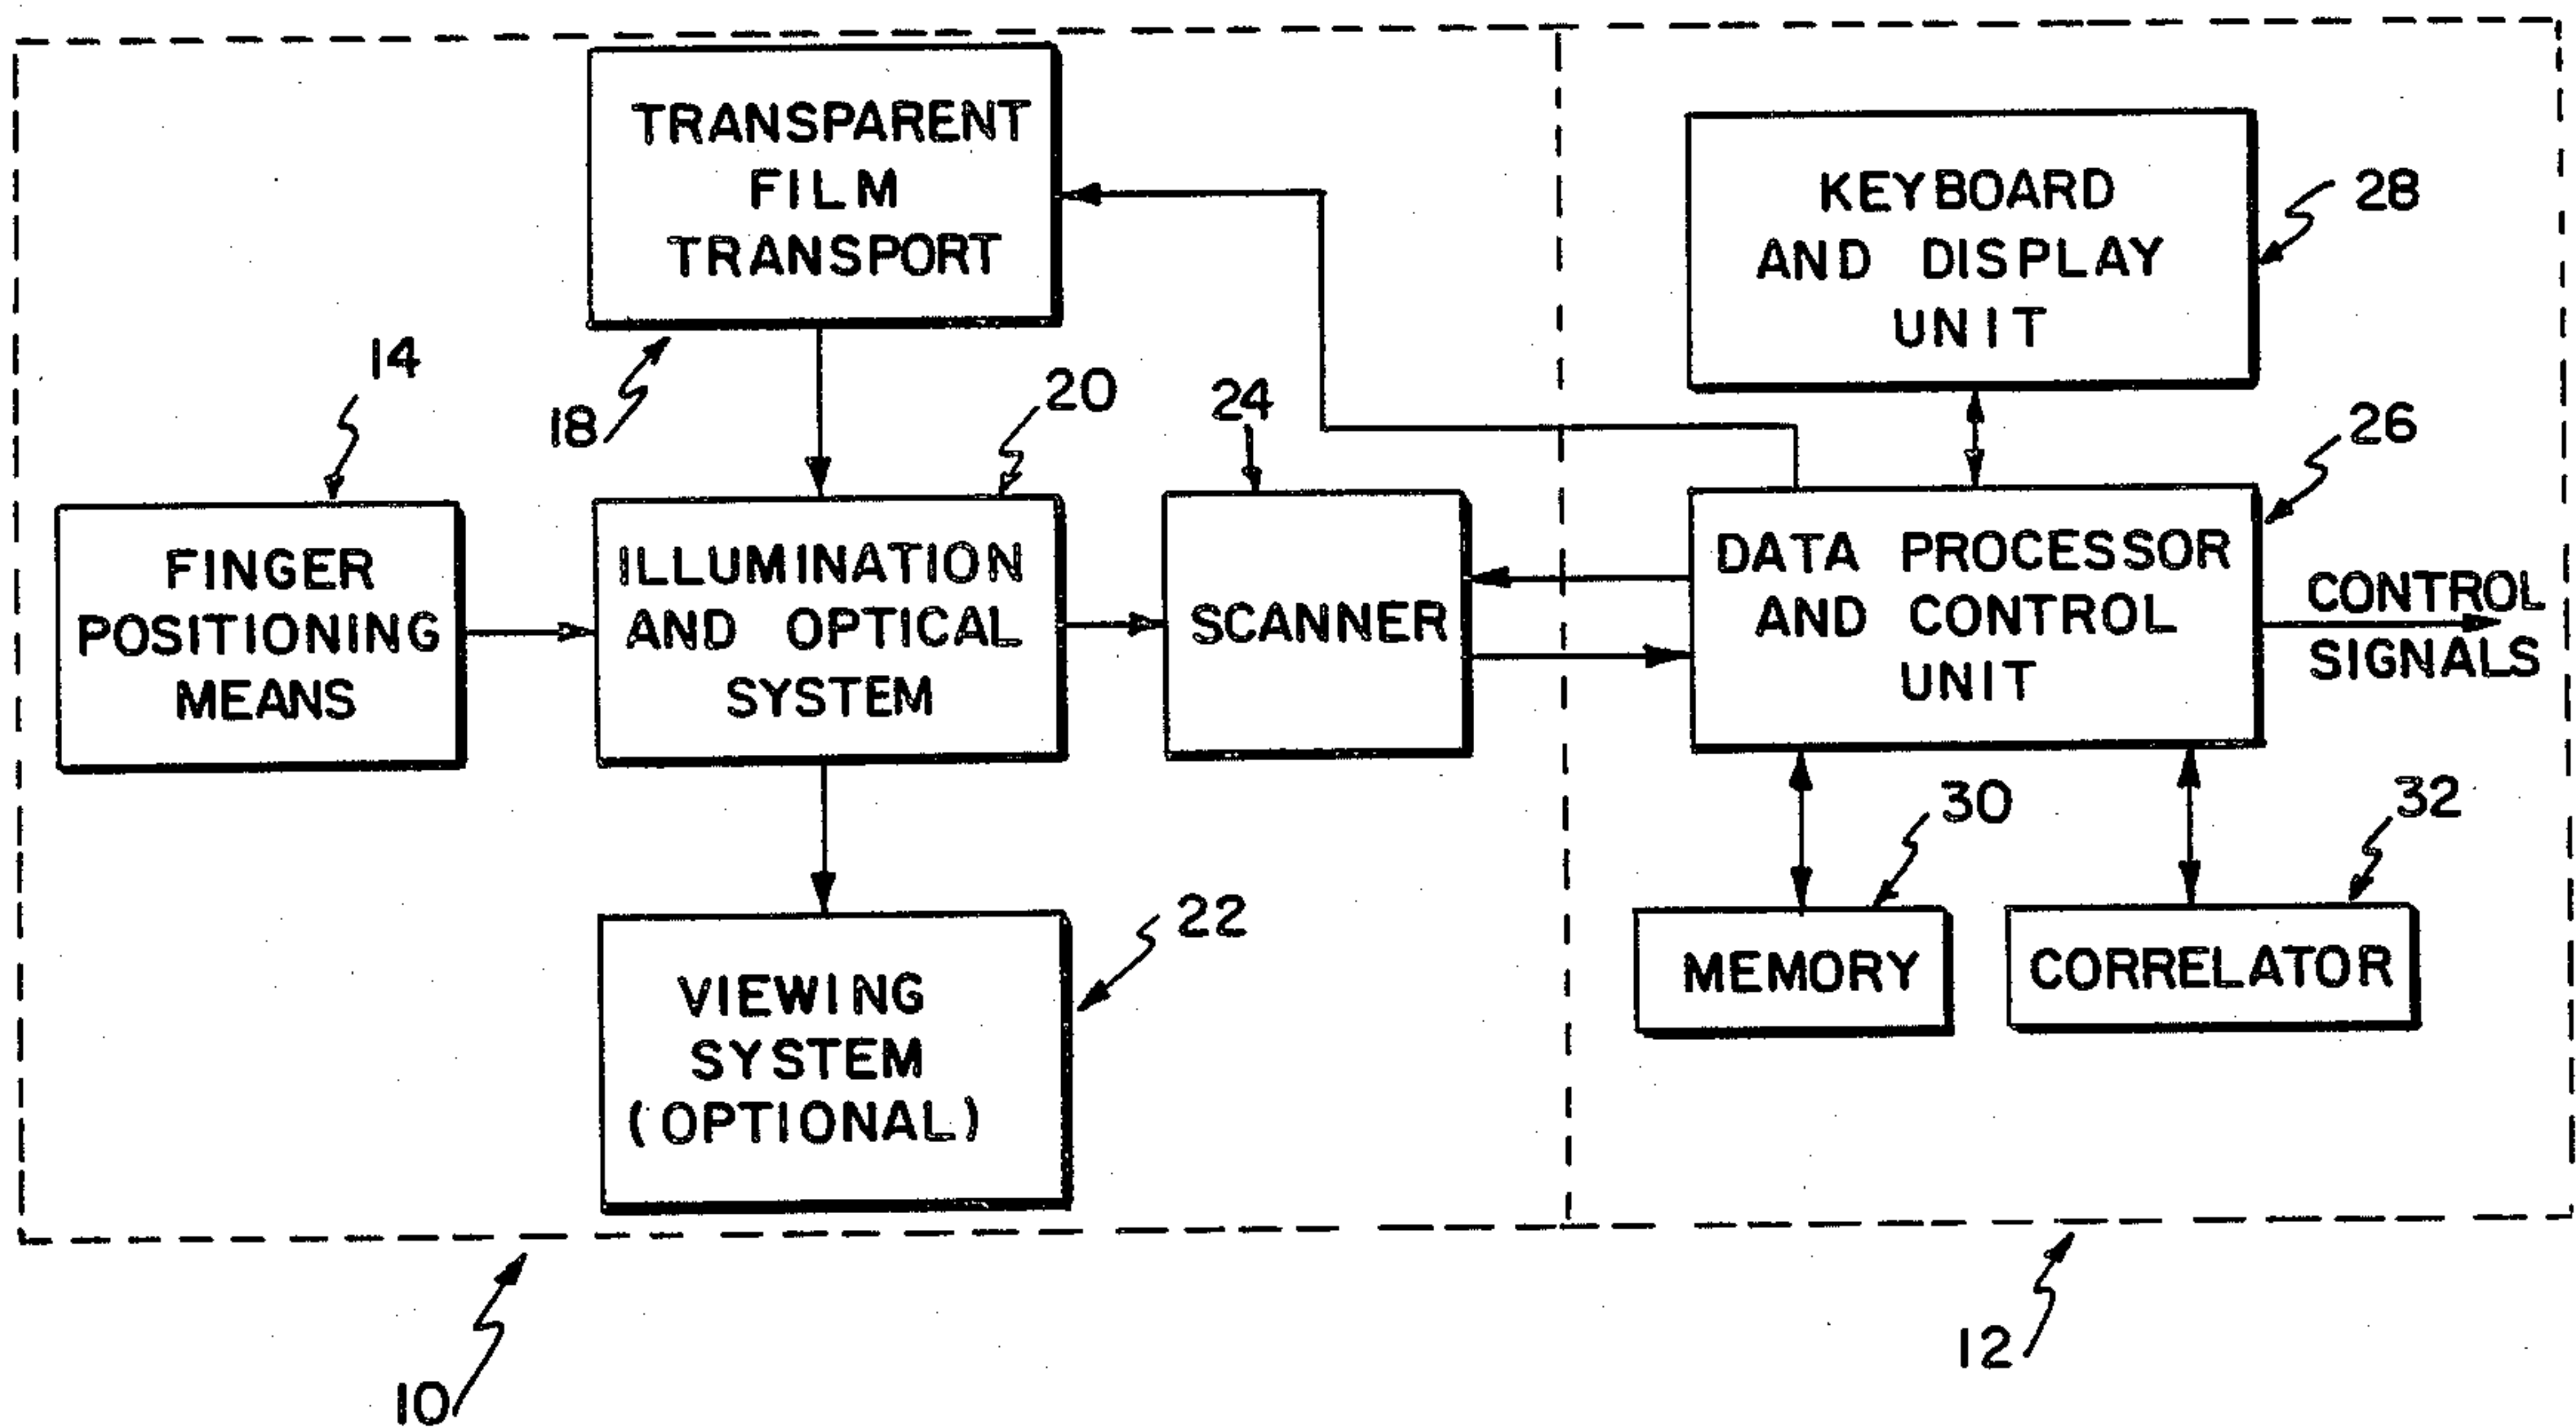 TRANSPARENT
FILM
TRANSPORT
18
KEYBOARD
AND DISPLAY
UNIT
28
14
FINGER
POSITIONING
MEANS
20
ILLUMINATION
AND OPTICAL
SYSTEM
24
SCANNER
26
DATA PROCESSOR
AND CONTROL
UNIT
CONTROL
SIGNALS
22
VIEWING
SYSTEM
(OPTIONAL)
30
MEMORY
32
CORRELATOR
10
12